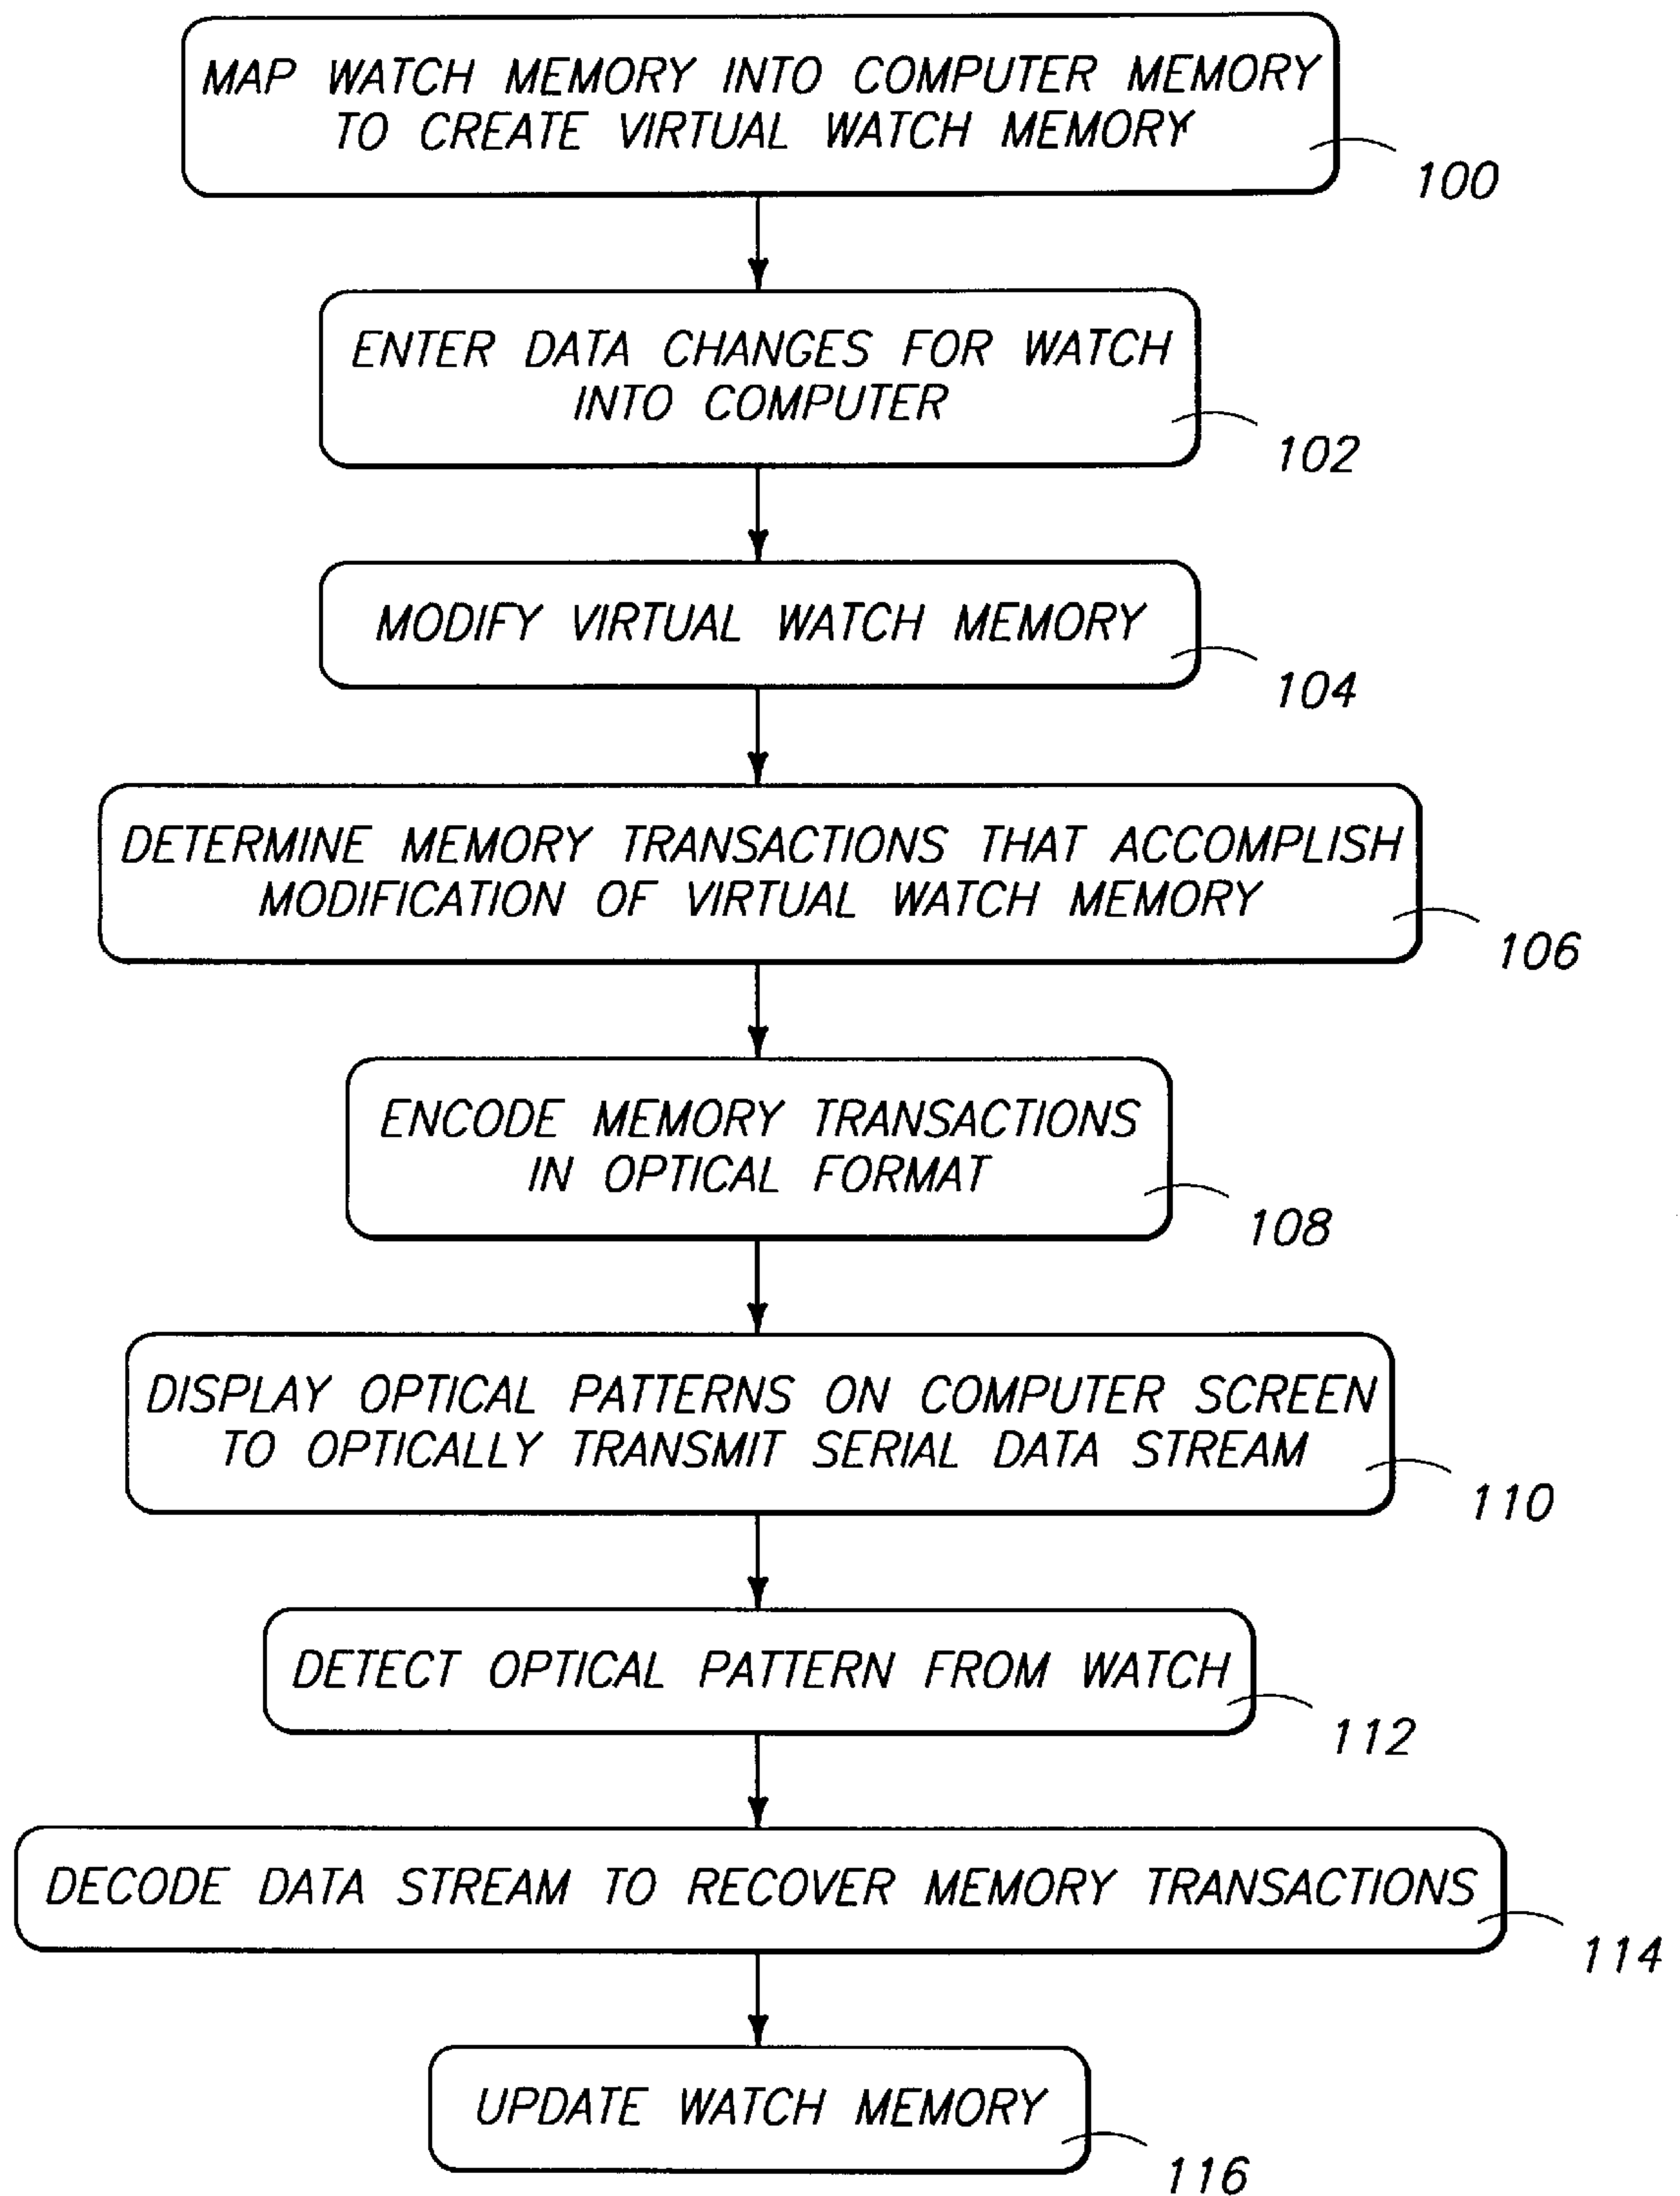 MAP WATCH MEMORY INTO COMPUTER MEMORY
TO CREATE VIRTUAL WATCH MEMORY
100
ENTER DATA CHANGES FOR WATCH
INTO COMPUTER
102
MODIFY VIRTUAL WATCH MEMORY
104
DETERMINE MEMORY TRANSACTIONS THAT ACCOMPLISH
MODIFICATION OF VIRTUAL WATCH MEMORY
106
ENCODE MEMORY TRANSACTIONS
IN OPTICAL FORMAT
108
DISPLAY OPTICAL PATTERNS ON COMPUTER SCREEN
TO OPTICALLY TRANSMIT SERIAL DATA STREAM
110
DETECT OPTICAL PATTERN FROM WATCH
112
DECODE DATA STREAM TO RECOVER MEMORY TRANSACTIONS
114
UPDATE WATCH MEMORY
116